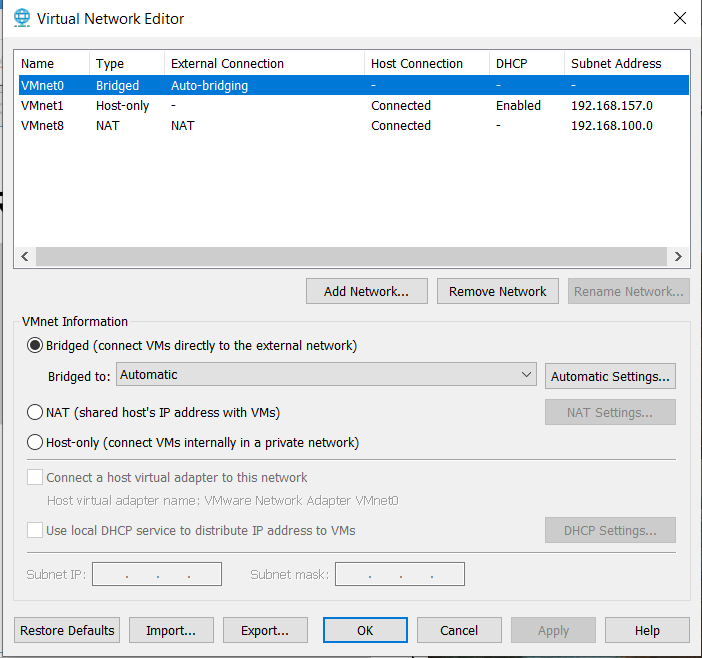 Virtual Network Editor
Name Type External Connection Host Connection DHCP Subnet Address
VMnet0 Bridged Auto-bridging - - -
VMnet1 Host-only - Connected Enabled 192.168.157.0
VMnet8 NAT NAT Connected - 192.168.100.0
Add Network... Remove Network Rename Network...
VMnet Information
Bridged (connect VMs directly to the external network)
Bridged to: Automatic Automatic Settings...
NAT (shared host's IP address with VMs) NAT Settings...
Host-only (connect VMs internally in a private network)
Connect a host virtual adapter to this network
Host virtual adapter name: VMware Network Adapter VMnet0
Use local DHCP service to distribute IP address to VMs DHCP Settings...
Subnet IP: . . . Subnet mask: . . .
Restore Defaults Import... Export... OK Cancel Apply Help